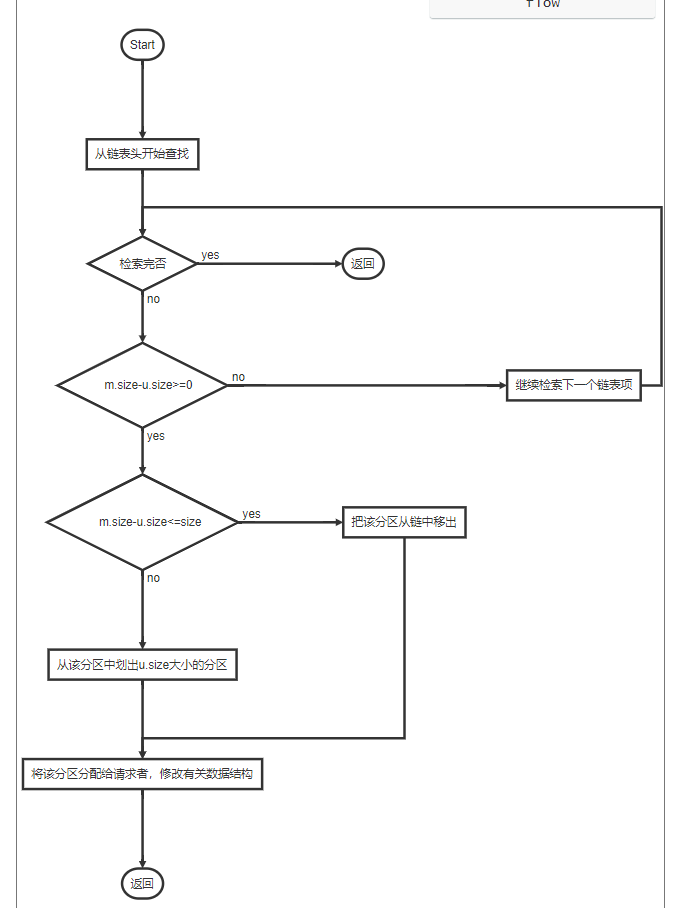 flow
Start
从链表头开始查找
检索完否
yes
返回
no
m.size-u.size>=0
no
继续检索下一个链表项
yes
m.size-u.size<=size
yes
把该分区从链中移出
no
从该分区中划出u.size大小的分区
将该分区分配给请求者，修改有关数据结构
返回